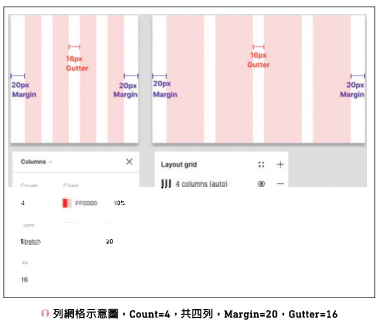 16px
Gutter
20px
Margin
20px
Margin
16px
Gutter
20px
Margin
20px
Margin
Columns
Layout grid
4 columns (auto)
FF0000
10%
Stretch
20
16
列網格示意圖，Count=4，共四列，Margin=20，Gutter=16